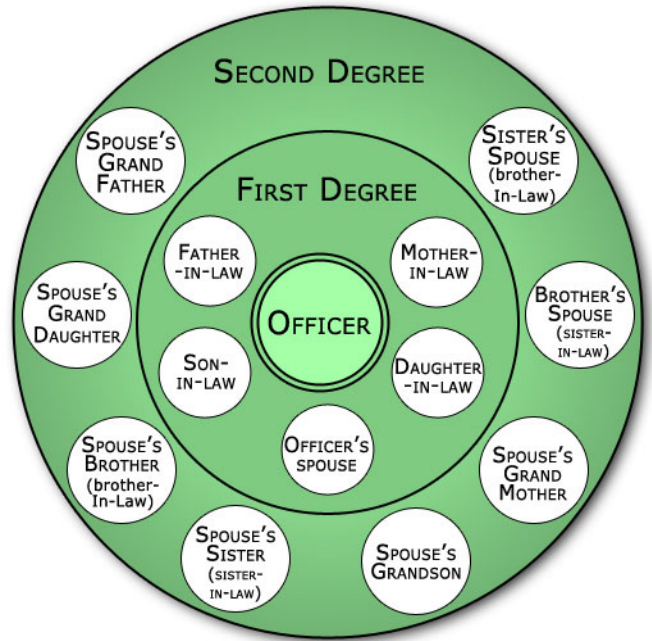 SECOND DEGREE
SPOUSE'S
GRAND
FATHER
SISTER'S
SPOUSE
(brother-
In-Law)
FIRST DEGREE
FATHER
-IN-LAW
MOTHER-
IN-LAW
SPOUSE'S
GRAND
DAUGHTER
OFFICER
BROTHER'S
SPOUSE
(SISTER-
IN-LAW)
SON-
IN-LAW
DAUGHTER
-IN-LAW
OFFICER'S
SPOUSE
SPOUSE'S
BROTHER
(brother-
In-Law)
SPOUSE'S
GRAND
MOTHER
SPOUSE'S
SISTER
(SISTER-
IN-LAW)
SPOUSE'S
GRANDSON